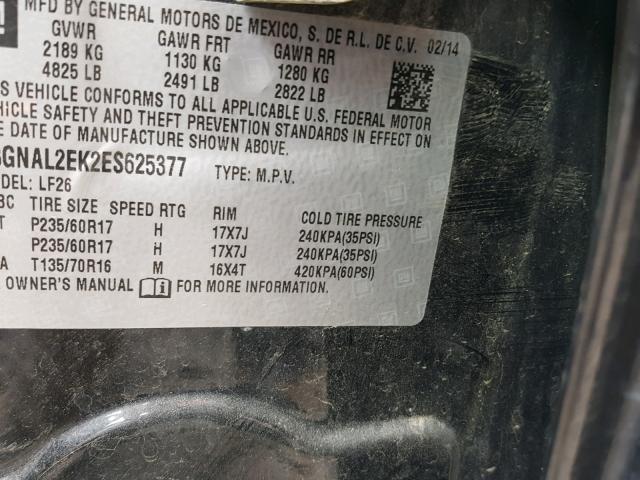 MFD BY GENERAL MOTORS DE MEXICO, S. DE R.L. DE C.V. 02/14
GVWR GAWR FRT GAWR RR
2189 KG 1130 KG 1280 KG
4825 LB 2491 LB 2822 LB
S VEHICLE CONFORMS TO ALL APPLICABLE U.S. FEDERAL MOTOR
HICLE SAFETY AND THEFT PREVENTION STANDARDS IN EFFECT ON
E DATE OF MANUFACTURE SHOWN ABOVE.
GNAL2EK2ES625377 TYPE: M.P.V.
DEL: LF26
BC TIRE SIZE SPEED RTG RIM COLD TIRE PRESSURE
T P235/60R17 H 17X7J 240KPA(35PSI)
P235/60R17 H 17X7J 240KPA(35PSI)
A T135/70R16 M 16X4T 420KPA(60PSI)
OWNER'S MANUAL FOR MORE INFORMATION.